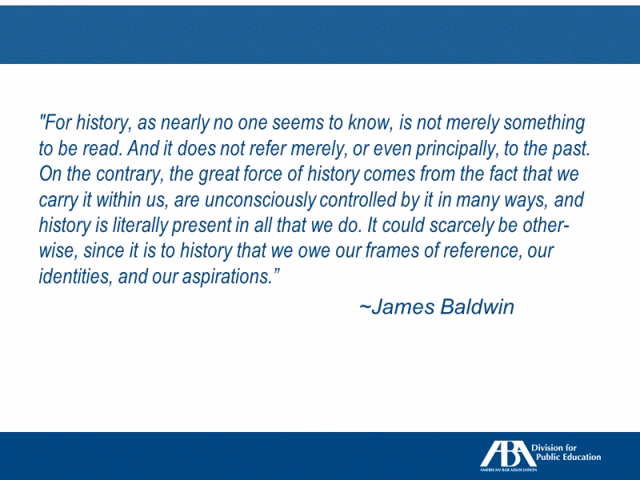 "For history, as nearly no one seems to know, is not merely something
to be read. And it does not refer merely, or even principally, to the past.
On the contrary, the great force of history comes from the fact that we
carry it within us, are unconsciously controlled by it in many ways, and
history is literally present in all that we do. It could scarcely be other-
wise, since it is to history that we owe our frames of reference, our
identities, and our aspirations.”
~James Baldwin
ABA
AMERICAN BAR ASSOCIATION
Division for
Public Education